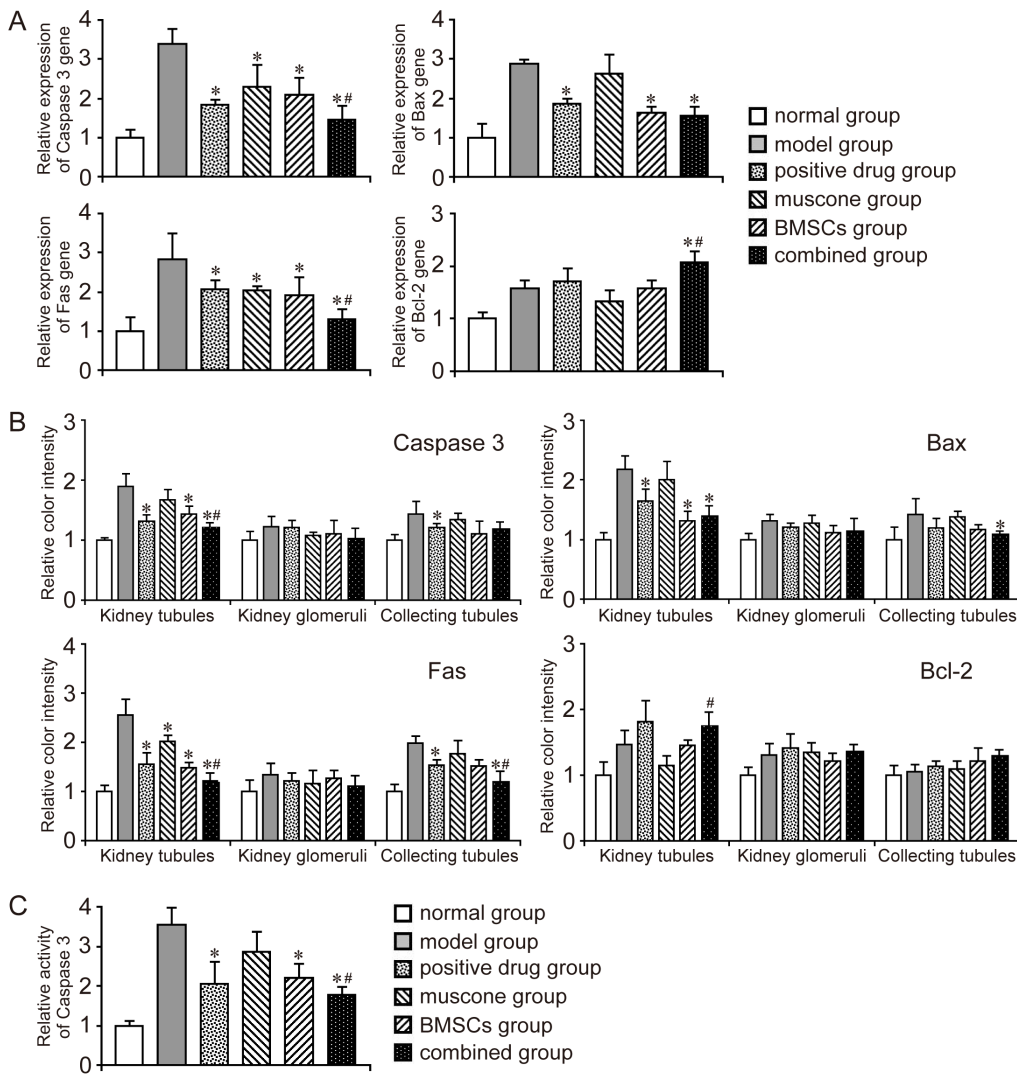 A
Relative expression
of Caspase 3 gene
4
3
2
1
0
*
*
*
*#
Relative expression
of Bax gene
4
3
2
1
0
*
*
*
normal group
model group
positive drug group
muscone group
BMSCs group
combined group
Relative expression
of Fas gene
4
3
2
1
0
*
*
*
*#
Relative expression
of Bcl-2 gene
3
2
1
0
*#
B
Relative color intensity
3
2
1
0
Caspase 3
*
*
*#
*
Kidney tubules
Kidney glomeruli
Collecting tubules
Relative color intensity
3
2
1
0
Bax
*
*
*
*
Kidney tubules
Kidney glomeruli
Collecting tubules
Relative color intensity
4
3
2
1
0
Fas
*
*
*
*#
*
*#
Kidney tubules
Kidney glomeruli
Collecting tubules
Relative color intensity
3
2
1
0
Bcl-2
#
Kidney tubules
Kidney glomeruli
Collecting tubules
C
Relative activity
of Caspase 3
4
3
2
1
0
*
*
*#
normal group
model group
positive drug group
muscone group
BMSCs group
combined group